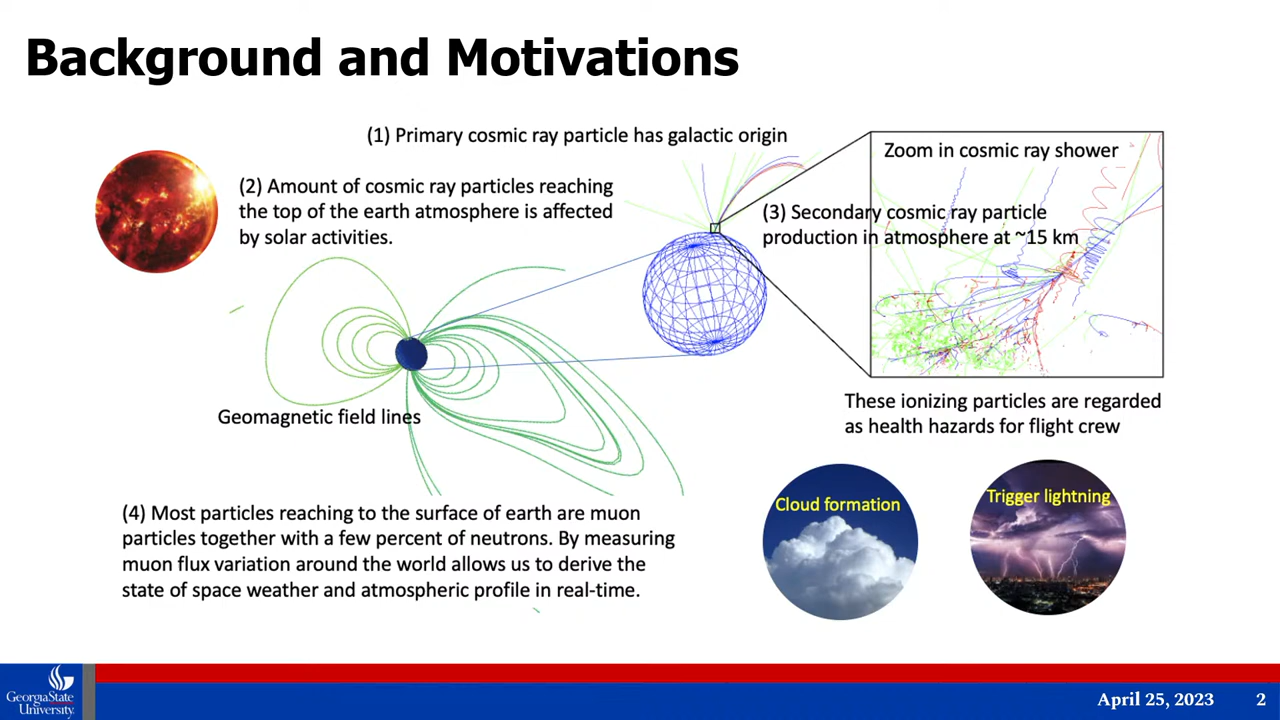 Background and Motivations
(1) Primary cosmic ray particle has galactic origin
Zoom in cosmic ray shower
(2) Amount of cosmic ray particles reaching
the top of the earth atmosphere is affected
by solar activities.
(3) Secondary cosmic ray particle
production in atmosphere at ~15 km
Geomagnetic field lines
These ionizing particles are regarded
as health hazards for flight crew
Cloud formation
Trigger lightning
(4) Most particles reaching to the surface of earth are muon
particles together with a few percent of neutrons. By measuring
muon flux variation around the world allows us to derive the
state of space weather and atmospheric profile in real-time.
GeorgiaState
University
April 25, 2023
2